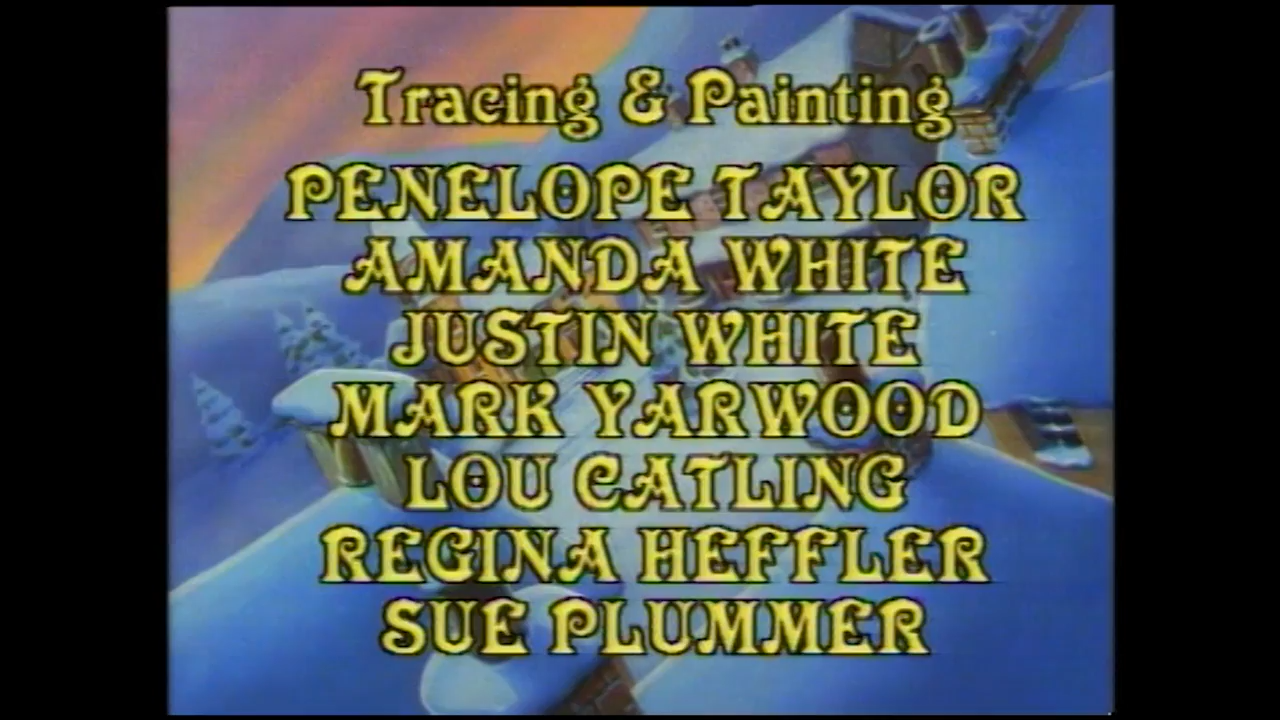 Tracing & Painting
PENELOPE TAYLOR
AMANDA WHITE
JUSTIN WHITE
MARK YARWOOD
LOU CATLING
REGINA HEFFLER
SUE PLUMMER